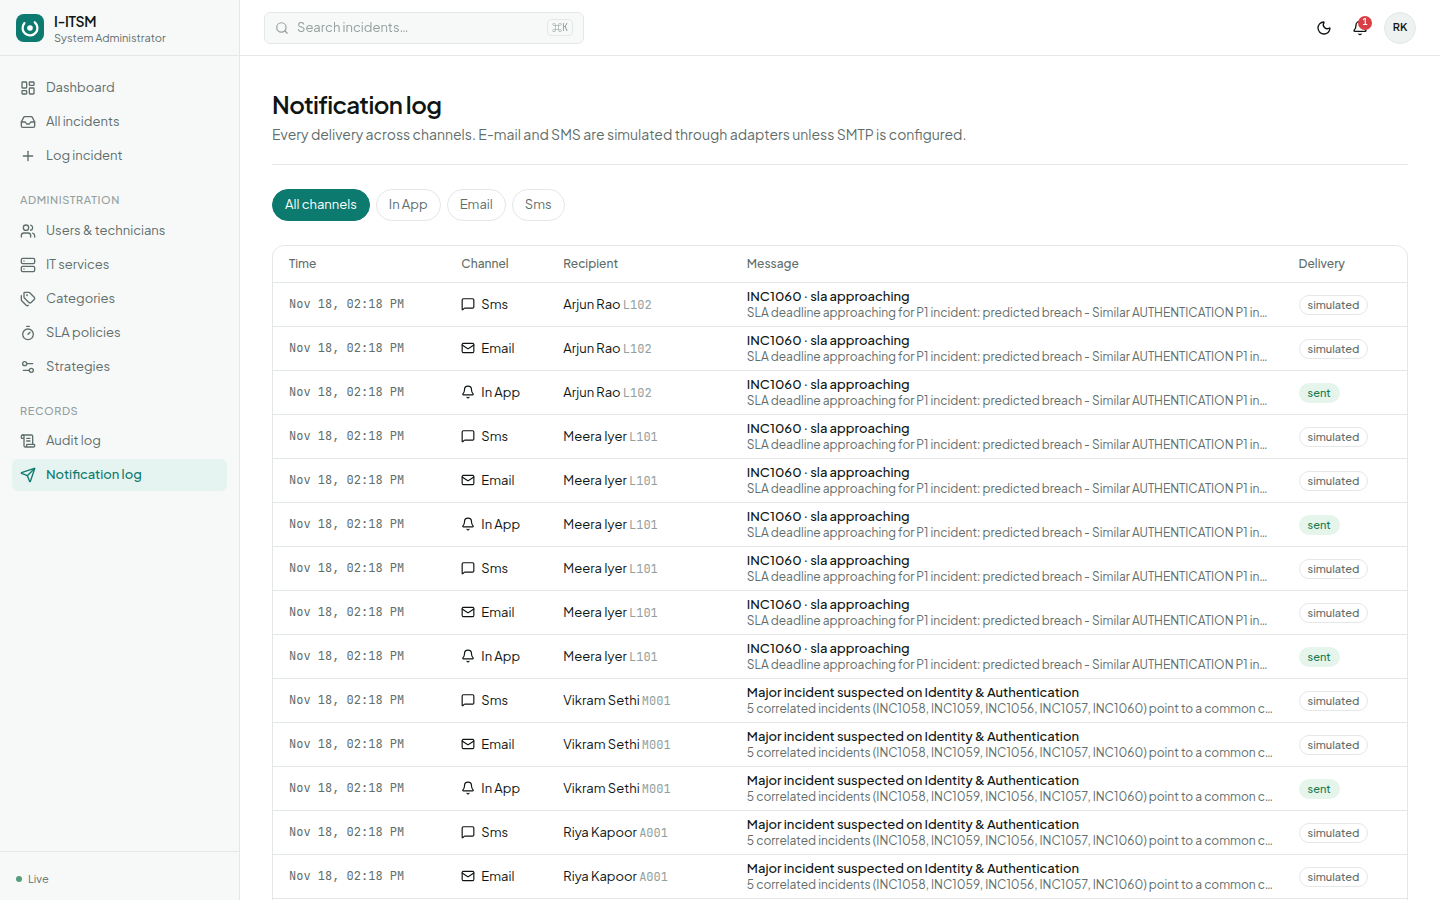 I-ITSM
System Administrator
Search incidents...
⌘K
1
RK
Dashboard
All incidents
Log incident
ADMINISTRATION
Users & technicians
IT services
Categories
SLA policies
Strategies
RECORDS
Audit log
Notification log
Live
Notification log
Every delivery across channels. E-mail and SMS are simulated through adapters unless SMTP is configured.
All channels In App Email Sms
Time Channel Recipient Message Delivery
Nov 18, 02:18 PM Sms Arjun Rao L102 INC1060 · sla approaching simulated
SLA deadline approaching for P1 incident: predicted breach - Similar AUTHENTICATION P1 in...
Nov 18, 02:18 PM Email Arjun Rao L102 INC1060 · sla approaching simulated
SLA deadline approaching for P1 incident: predicted breach - Similar AUTHENTICATION P1 in...
Nov 18, 02:18 PM In App Arjun Rao L102 INC1060 · sla approaching sent
SLA deadline approaching for P1 incident: predicted breach - Similar AUTHENTICATION P1 in...
Nov 18, 02:18 PM Sms Meera Iyer L101 INC1060 · sla approaching simulated
SLA deadline approaching for P1 incident: predicted breach - Similar AUTHENTICATION P1 in...
Nov 18, 02:18 PM Email Meera Iyer L101 INC1060 · sla approaching simulated
SLA deadline approaching for P1 incident: predicted breach - Similar AUTHENTICATION P1 in...
Nov 18, 02:18 PM In App Meera Iyer L101 INC1060 · sla approaching sent
SLA deadline approaching for P1 incident: predicted breach - Similar AUTHENTICATION P1 in...
Nov 18, 02:18 PM Sms Meera Iyer L101 INC1060 · sla approaching simulated
SLA deadline approaching for P1 incident: predicted breach - Similar AUTHENTICATION P1 in...
Nov 18, 02:18 PM Email Meera Iyer L101 INC1060 · sla approaching simulated
SLA deadline approaching for P1 incident: predicted breach - Similar AUTHENTICATION P1 in...
Nov 18, 02:18 PM In App Meera Iyer L101 INC1060 · sla approaching sent
SLA deadline approaching for P1 incident: predicted breach - Similar AUTHENTICATION P1 in...
Nov 18, 02:18 PM Sms Vikram Sethi M001 Major incident suspected on Identity & Authentication simulated
5 correlated incidents (INC1058, INC1059, INC1056, INC1057, INC1060) point to a common c...
Nov 18, 02:18 PM Email Vikram Sethi M001 Major incident suspected on Identity & Authentication simulated
5 correlated incidents (INC1058, INC1059, INC1056, INC1057, INC1060) point to a common c...
Nov 18, 02:18 PM In App Vikram Sethi M001 Major incident suspected on Identity & Authentication sent
5 correlated incidents (INC1058, INC1059, INC1056, INC1057, INC1060) point to a common c...
Nov 18, 02:18 PM Sms Riya Kapoor A001 Major incident suspected on Identity & Authentication simulated
5 correlated incidents (INC1058, INC1059, INC1056, INC1057, INC1060) point to a common c...
Nov 18, 02:18 PM Email Riya Kapoor A001 Major incident suspected on Identity & Authentication simulated
5 correlated incidents (INC1058, INC1059, INC1056, INC1057, INC1060) point to a common c...